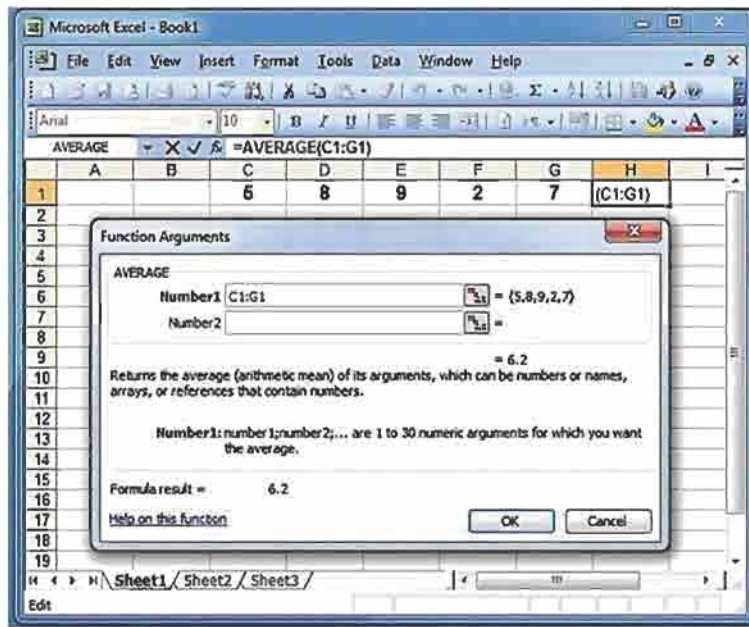 Microsoft Excel - Book1
File Edit View Insert Format Tools Data Window Help
Arial 10 B I U
AVERAGE =AVERAGE(C1:G1)
A B C D E F G H I
1 5 8 9 2 7 (C1:G1)
2
3
4
5
6
7
8
9
10
11
12
13
14
15
16
17
18
19
Function Arguments
AVERAGE
Number1 C1:G1 = {5,8,9,2,7}
Number2 =
= 6.2
Returns the average (arithmetic mean) of its arguments, which can be numbers or names,
arrays, or references that contain numbers.
Number1: number1;number2;... are 1 to 30 numeric arguments for which you want
the average.
Formula result = 6.2
Help on this function OK Cancel
Sheet1 / Sheet2 / Sheet3 /
Edit